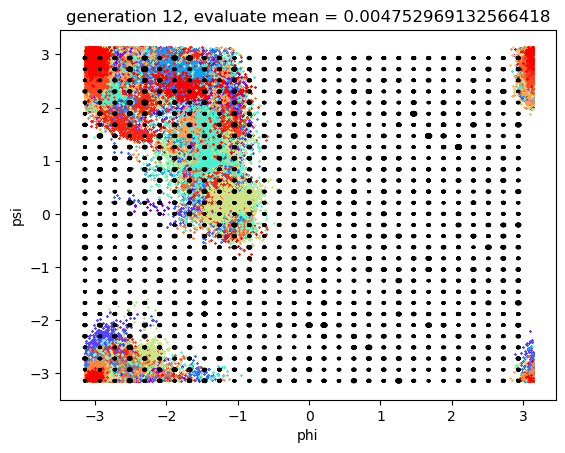 generation 12, evaluate mean = 0.004752969132566418
3
2
1
0
−1
−2
−3
psi
−3 −2 −1 0 1 2 3
phi